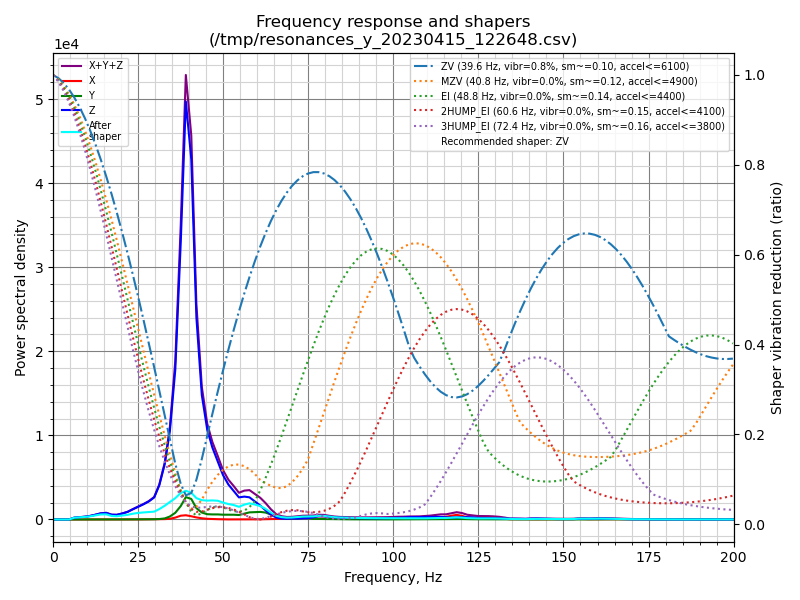 Frequency response and shapers
(/tmp/resonances_y_20230415_122648.csv)
1e4
X+Y+Z
X
Y
Z
After
shaper
ZV (39.6 Hz, vibr=0.8%, sm~=0.10, accel<=6100)
MZV (40.8 Hz, vibr=0.0%, sm~=0.12, accel<=4900)
EI (48.8 Hz, vibr=0.0%, sm~=0.14, accel<=4400)
2HUMP_EI (60.6 Hz, vibr=0.0%, sm~=0.15, accel<=4100)
3HUMP_EI (72.4 Hz, vibr=0.0%, sm~=0.16, accel<=3800)
Recommended shaper: ZV
Power spectral density
5
4
3
2
1
0
1.0
0.8
0.6
0.4
0.2
0.0
Shaper vibration reduction (ratio)
0 25 50 75 100 125 150 175 200
Frequency, Hz